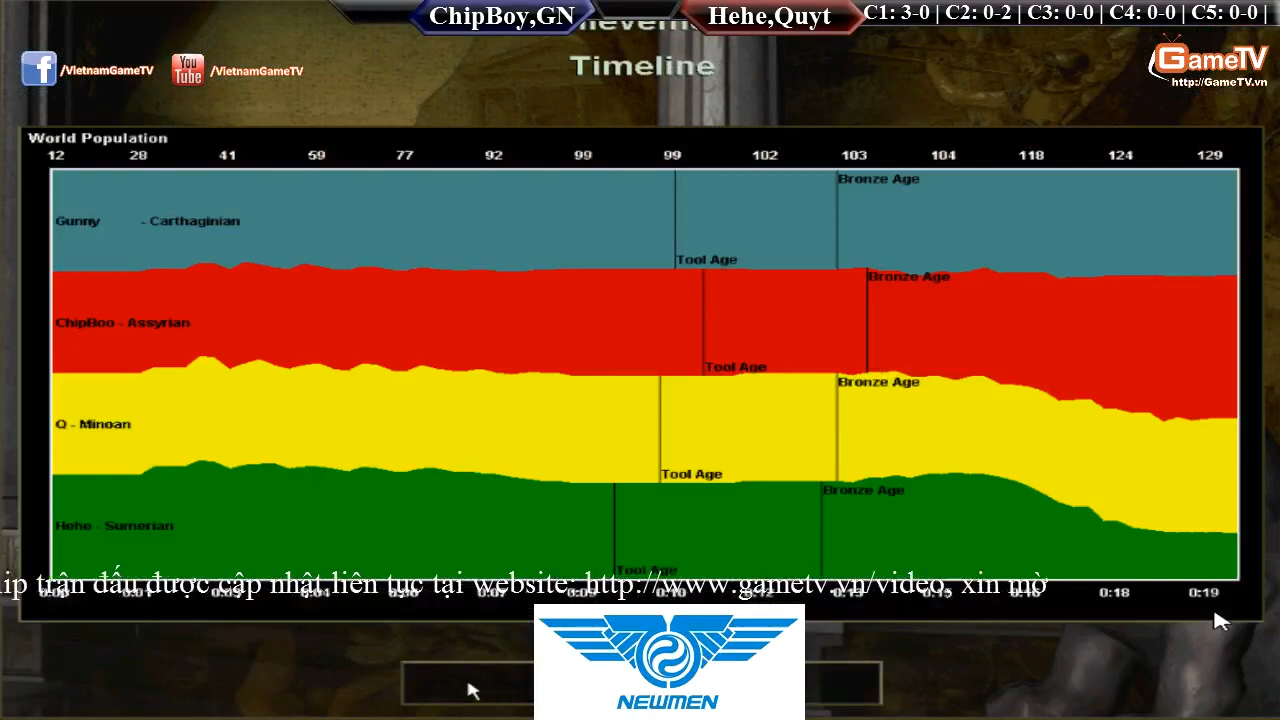 ChipBoy,GN
Hehe,Quyt
C1: 3-0 | C2: 0-2 | C3: 0-0 | C4: 0-0 | C5: 0-0 |
Timeline
/VietnamGameTV
You Tube
/VietnamGameTV
GameTV
http://GameTV.vn
World Population
12 28 41 59 77 92 99 99 102 103 104 118 124 129
Bronze Age
Gunny - Carthaginian
Tool Age
Bronze Age
ChipBoo - Assyrian
Tool Age
Bronze Age
Q - Minoan
Tool Age
Bronze Age
Hehe - Sumerian
Tool Age
trận đấu được cập nhật liên tục tại website: http://www.gametv.vn/video, xin mờ
0:18 0:19
NEWMEN